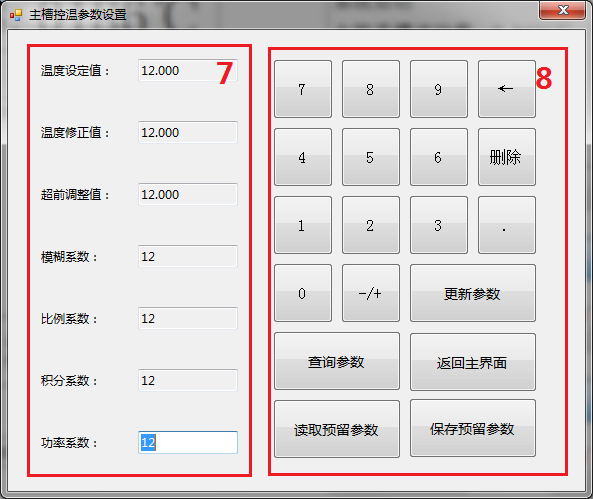 主槽控温参数设置
温度设定值： 12.000
温度修正值： 12.000
超前调整值： 12.000
模糊系数： 12
比例系数： 12
积分系数： 12
功率系数： 12
7
8
7 8 9 ←
4 5 6 删除
1 2 3 .
0 -/+ 更新参数
查询参数 返回主界面
读取预留参数 保存预留参数